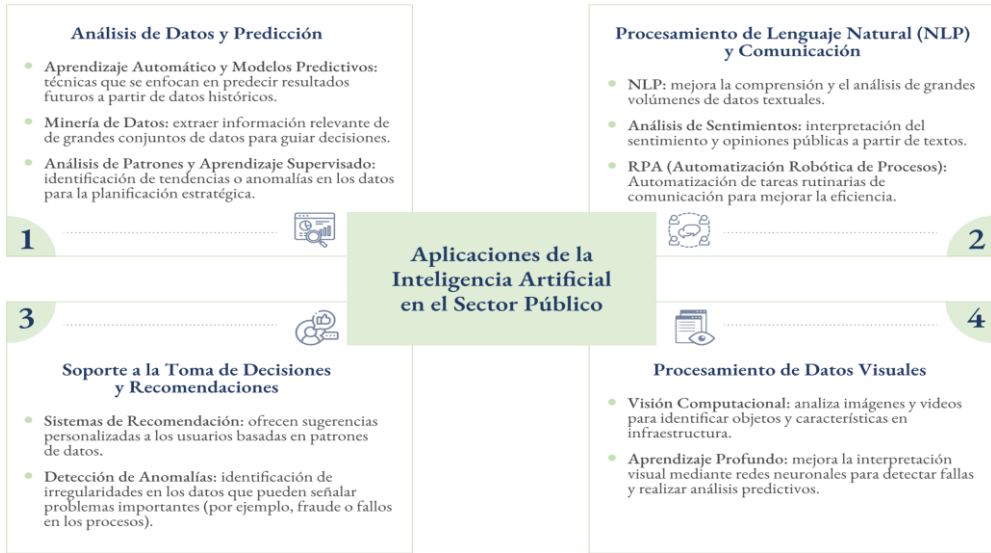 Análisis de Datos y Predicción
Aprendizaje Automático y Modelos Predictivos:
técnicas que se enfocan en predecir resultados
futuros a partir de datos históricos.
Minería de Datos: extraer información relevante de
de grandes conjuntos de datos para guiar decisiones.
Análisis de Patrones y Aprendizaje Supervisado:
identificación de tendencias o anomalías en los datos
para la planificación estratégica.
1
Procesamiento de Lenguaje Natural (NLP)
y Comunicación
NLP: mejora la comprensión y el análisis de grandes
volúmenes de datos textuales.
Análisis de Sentimientos: interpretación del
sentimiento y opiniones públicas a partir de textos.
RPA (Automatización Robótica de Procesos):
Automatización de tareas rutinarias de
comunicación para mejorar la eficiencia.
2
Aplicaciones de la
Inteligencia Artificial
en el Sector Público
3
Soporte a la Toma de Decisiones
y Recomendaciones
Sistemas de Recomendación: ofrecen sugerencias
personalizadas a los usuarios basadas en patrones
de datos.
Detección de Anomalías: identificación de
irregularidades en los datos que pueden señalar
problemas importantes (por ejemplo, fraude o fallos
en los procesos).
4
Procesamiento de Datos Visuales
Visión Computacional: analiza imágenes y videos
para identificar objetos y características en
infraestructura.
Aprendizaje Profundo: mejora la interpretación
visual mediante redes neuronales para detectar fallas
y realizar análisis predictivos.